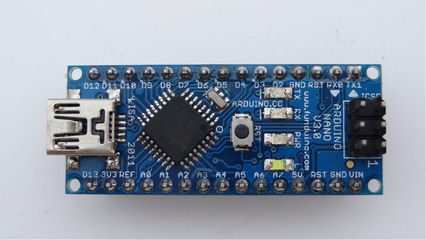 D12 D11 D10 D9 D8 D7 D6 D5 D4 D3 D2 GND RST RX0 TX1
ICSP
TX
RX
PWR
L
ARDUINO.CC
RST
USA
2011
ARDUINO
NANO
V3.0
1
D13 3V3 REF A0 A1 A2 A3 A4 A5 A6 A7 5V RST GND VIN